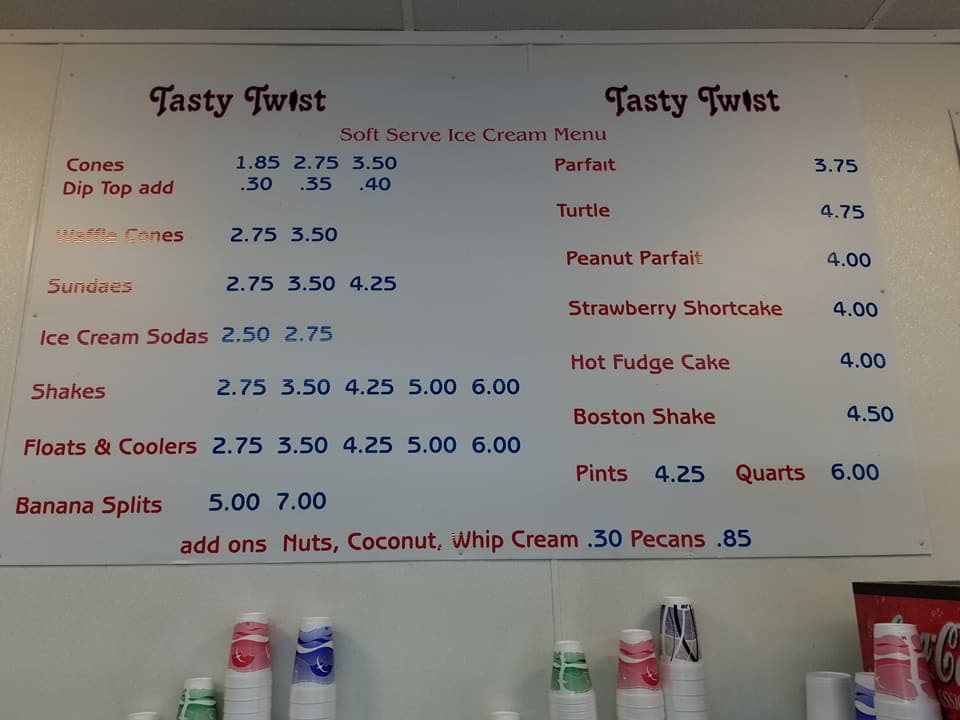 Tasty Twist
Tasty Twist
Soft Serve Ice Cream Menu
Cones 1.85 2.75 3.50
Dip Top add .30 .35 .40
Waffle Cones 2.75 3.50
Sundaes 2.75 3.50 4.25
Ice Cream Sodas 2.50 2.75
Shakes 2.75 3.50 4.25 5.00 6.00
Floats & Coolers 2.75 3.50 4.25 5.00 6.00
Banana Splits 5.00 7.00
Parfait 3.75
Turtle 4.75
Peanut Parfait 4.00
Strawberry Shortcake 4.00
Hot Fudge Cake 4.00
Boston Shake 4.50
Pints 4.25 Quarts 6.00
add ons Nuts, Coconut, Whip Cream .30 Pecans .85